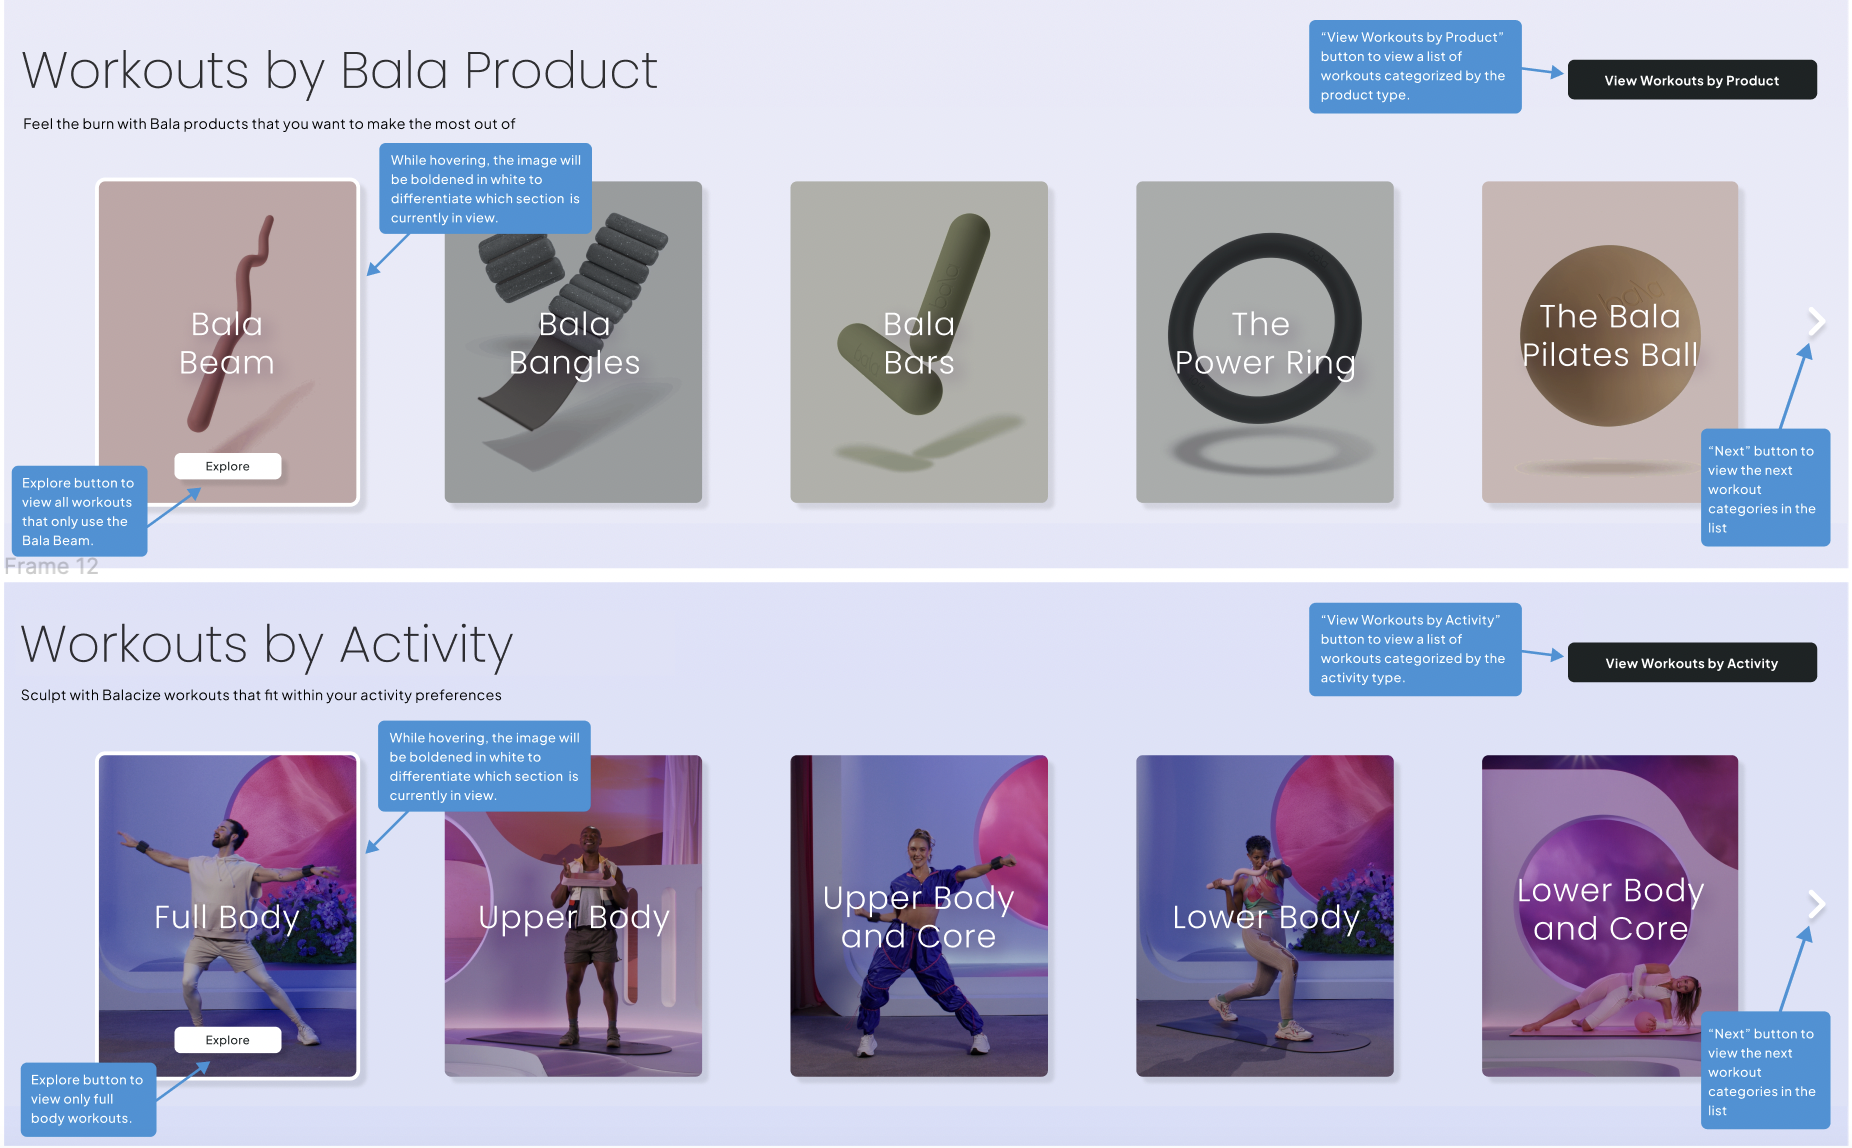 Workouts by Bala Product
Feel the burn with Bala products that you want to make the most out of
“View Workouts by Product”
button to view a list of
workouts categorized by the
product type.
View Workouts by Product
While hovering, the image will
be boldened in white to
differentiate which section is
currently in view.
Bala
Beam
Explore
Explore button to
view all workouts
that only use the
Bala Beam.
Bala
Bangles
bala
Bala
Bars
The
Power Ring
bala
The Bala
Pilates Ball
“Next” button to
view the next
workout
categories in the
list
Frame 12
Workouts by Activity
Sculpt with Balacize workouts that fit within your activity preferences
“View Workouts by Activity”
button to view a list of
workouts categorized by the
activity type.
View Workouts by Activity
While hovering, the image will
be boldened in white to
differentiate which section is
currently in view.
Full Body
Explore
Explore button to
view only full
body workouts.
Upper Body
Upper Body
and Core
Lower Body
Lower Body
and Core
“Next” button to
view the next
workout
categories in the
list